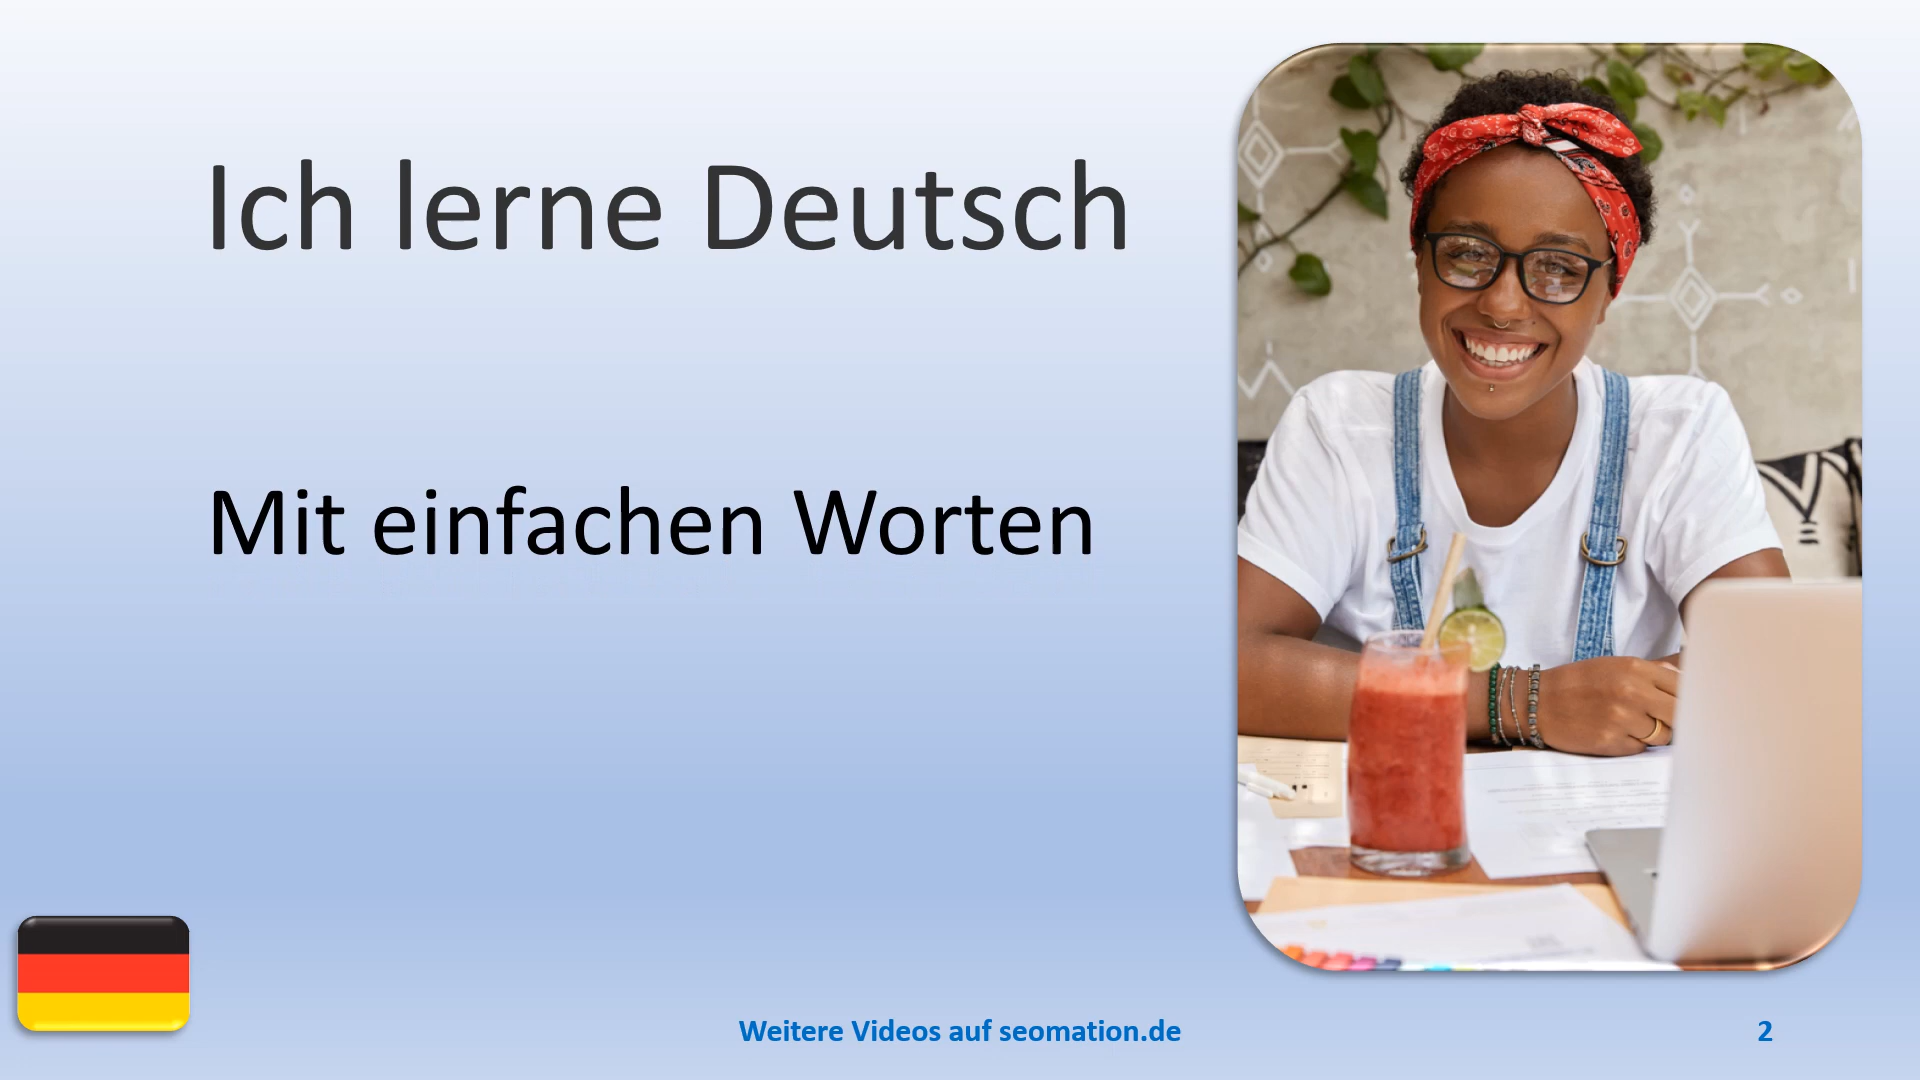 Ich lerne Deutsch
Mit einfachen Worten
Weitere Videos auf seomation.de
2